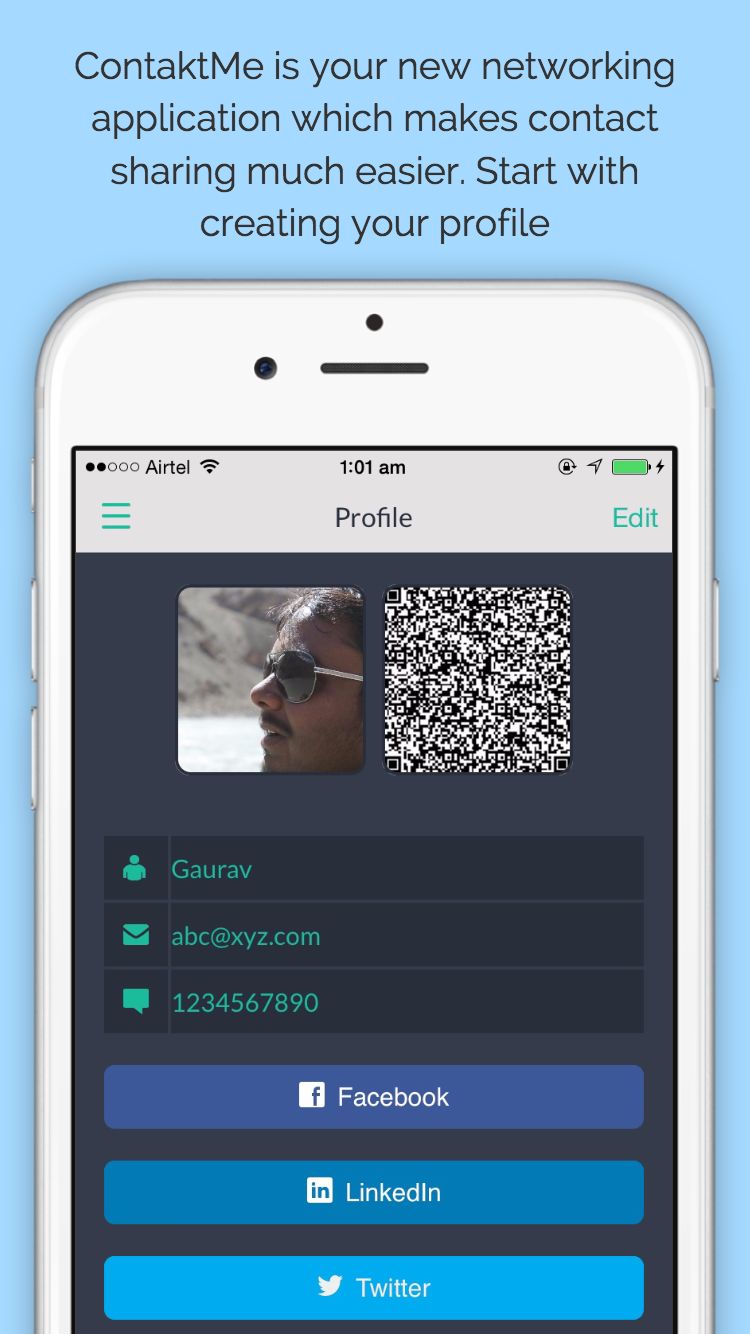 ContaktMe is your new networking
application which makes contact
sharing much easier. Start with
creating your profile
Airtel 1:01 am
Profile Edit
Gaurav
abc@xyz.com
1234567890
Facebook
LinkedIn
Twitter